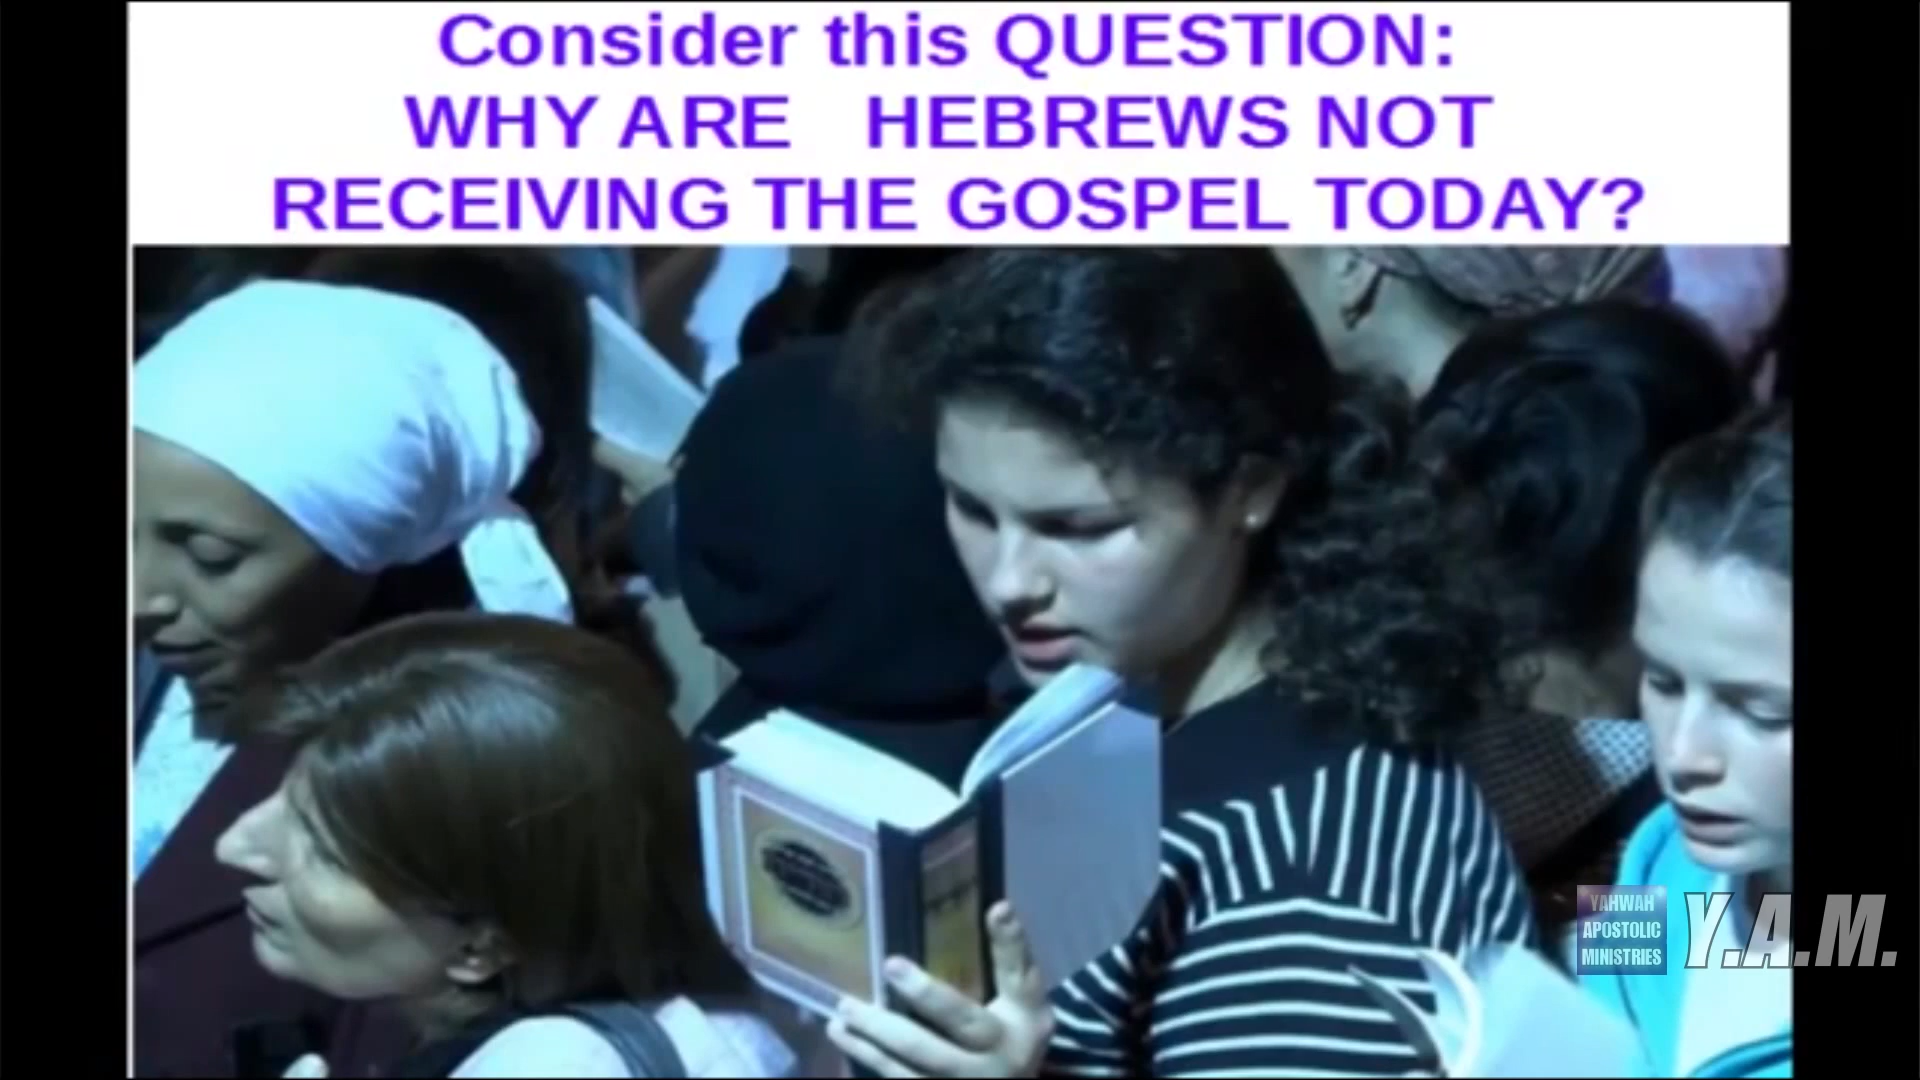 Consider this QUESTION:
WHY ARE HEBREWS NOT
RECEIVING THE GOSPEL TODAY?
YAHWAH
APOSTOLIC
MINISTRIES
Y.A.M.